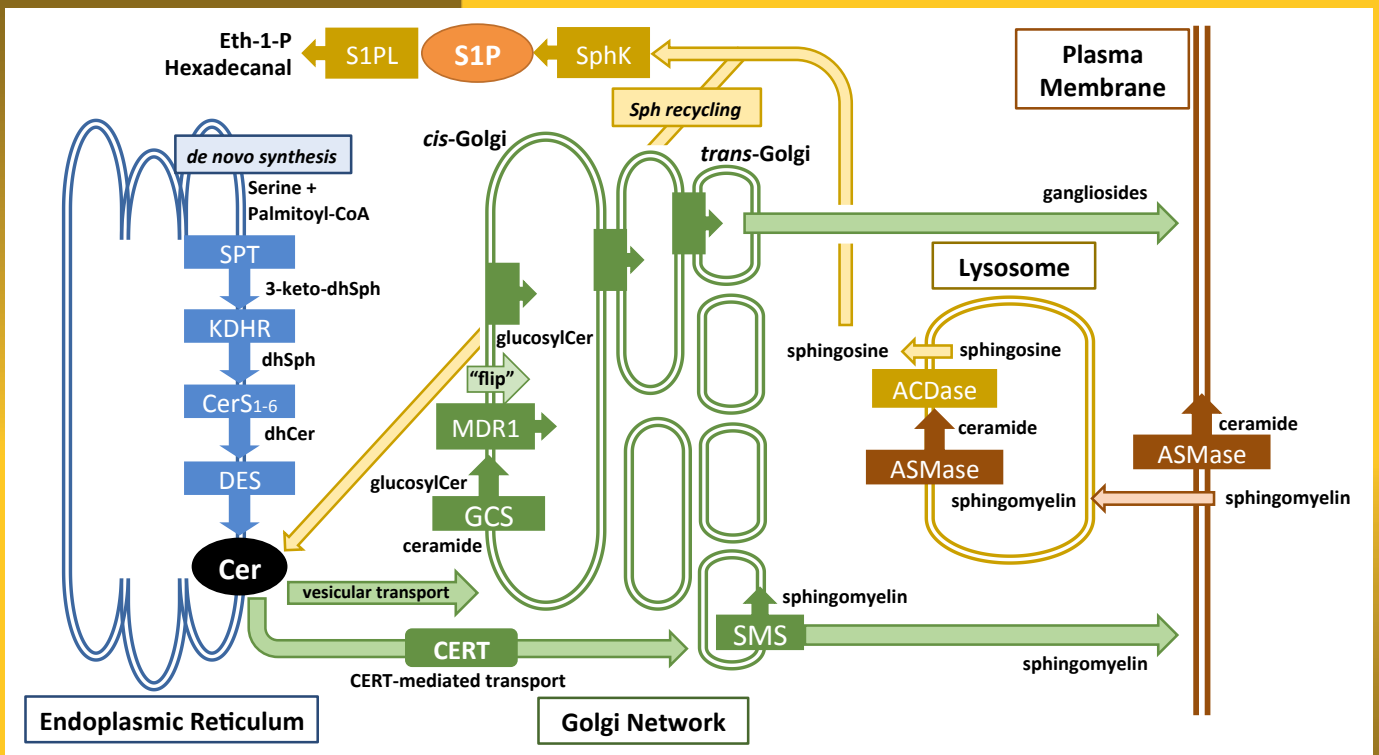 Eth-1-P
Hexadecanal
S1PL
S1P
SphK
Plasma
Membrane
Sph recycling
cis-Golgi
trans-Golgi
de novo synthesis
Serine +
Palmitoyl-CoA
SPT
3-keto-dhSph
KDHR
dhSph
CerS1-6
dhCer
DES
Cer
gangliosides
Lysosome
glucosylCer
"flip"
MDR1
glucosylCer
GCS
ceramide
sphingosine
sphingosine
ACDase
ceramide
ASMase
sphingomyelin
ceramide
ASMase
sphingomyelin
vesicular transport
sphingomyelin
SMS
CERT
CERT-mediated transport
sphingomyelin
Endoplasmic Reticulum
Golgi Network